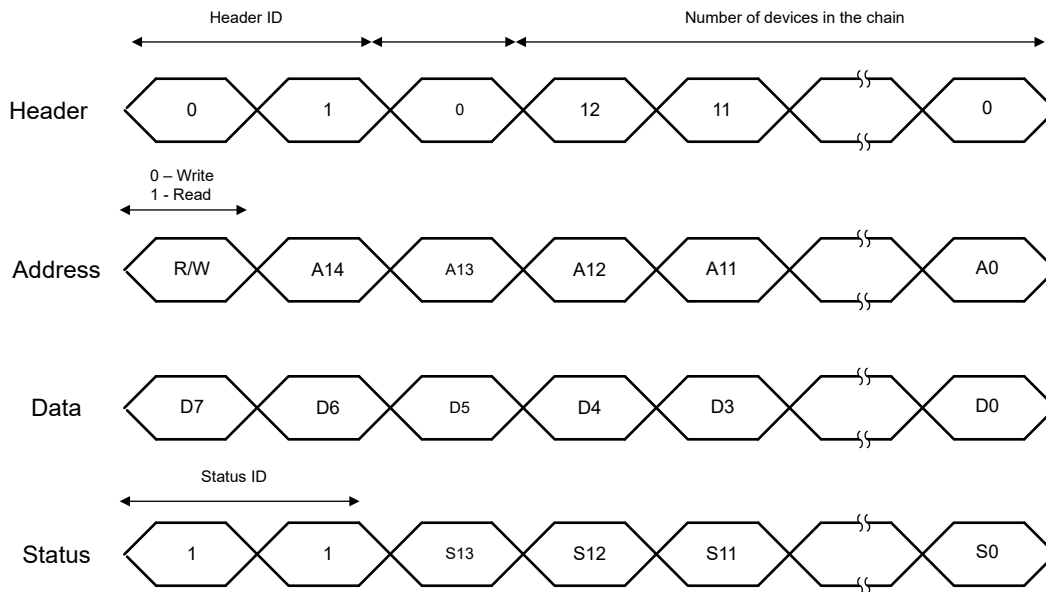 Header ID
Number of devices in the chain
Header
0
1
0
12
11
0
0 – Write
1 - Read
Address
R/W
A14
A13
A12
A11
A0
Data
D7
D6
D5
D4
D3
D0
Status ID
Status
1
1
S13
S12
S11
S0